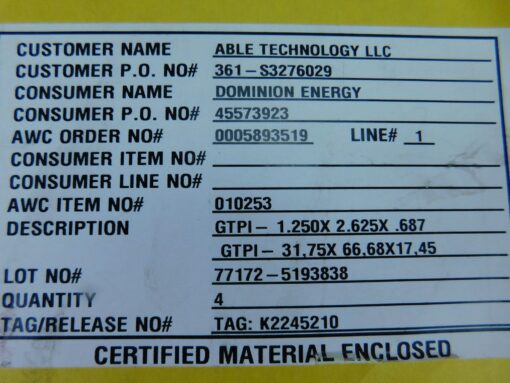 CUSTOMER NAME ABLE TECHNOLOGY LLC
CUSTOMER P.O. NO# 361-S3276029
CONSUMER NAME DOMINION ENERGY
CONSUMER P.O. NO# 45573923
AWC ORDER NO# 0005893519 LINE# 1
CONSUMER ITEM NO#
CONSUMER LINE NO#
AWC ITEM NO# 010253
DESCRIPTION GTPI- 1.250X 2.625X .687
GTPI- 31,75X 66,68X17,45
LOT NO# 77172-5193838
QUANTITY 4
TAG/RELEASE NO# TAG: K2245210
CERTIFIED MATERIAL ENCLOSED